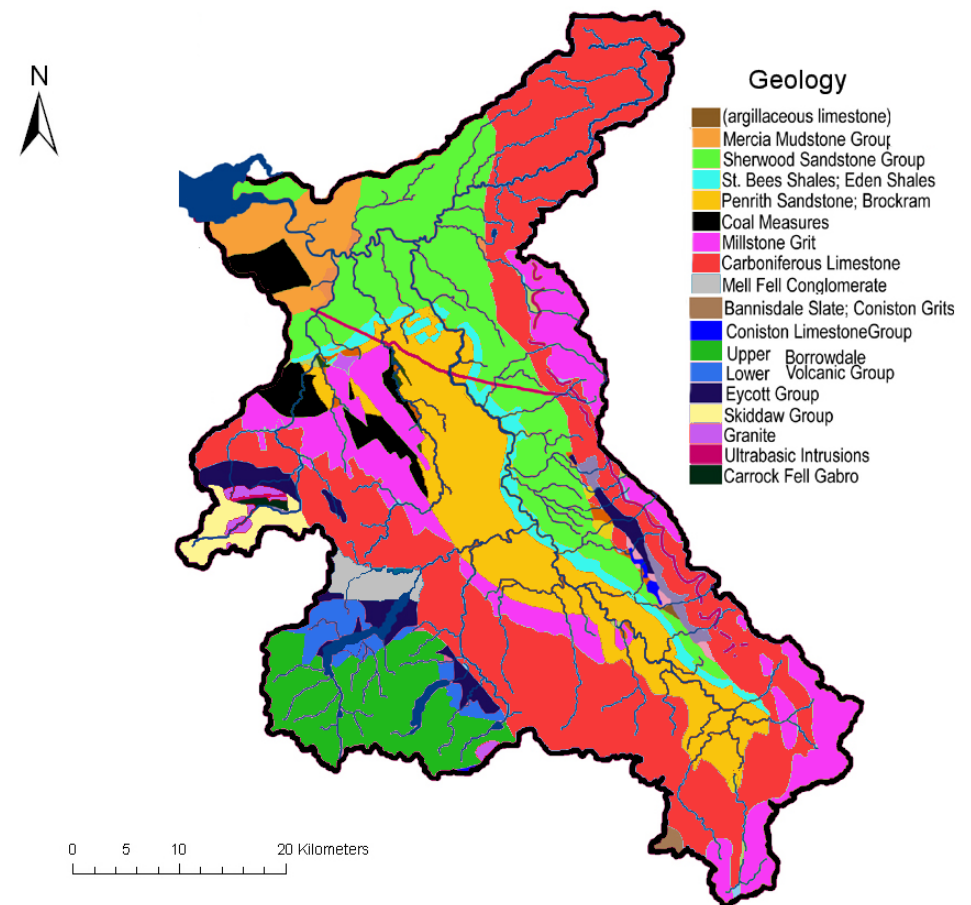 N
Geology
(argillaceous limestone)
Mercia Mudstone Group
Sherwood Sandstone Group
St. Bees Shales; Eden Shales
Penrith Sandstone; Brockram
Coal Measures
Millstone Grit
Carboniferous Limestone
Mell Fell Conglomerate
Bannisdale Slate; Coniston Grits
Coniston LimestoneGroup
Upper Borrowdale
Lower Volcanic Group
Eycott Group
Skiddaw Group
Granite
Ultrabasic Intrusions
Carrock Fell Gabro
0 5 10 20 Kilometers